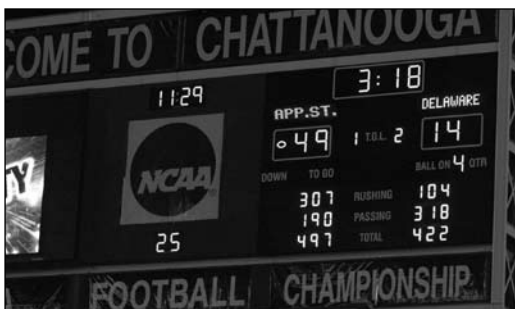 COME TO CHATTANOOGA
11:29
3:18
APP.ST. DELAWARE
49 1 T.O.L. 2 14
DOWN TO GO BALL ON 4 QTR
307 RUSHING 104
190 PASSING 318
497 TOTAL 422
NCAA
25
FOOTBALL CHAMPIONSHIP